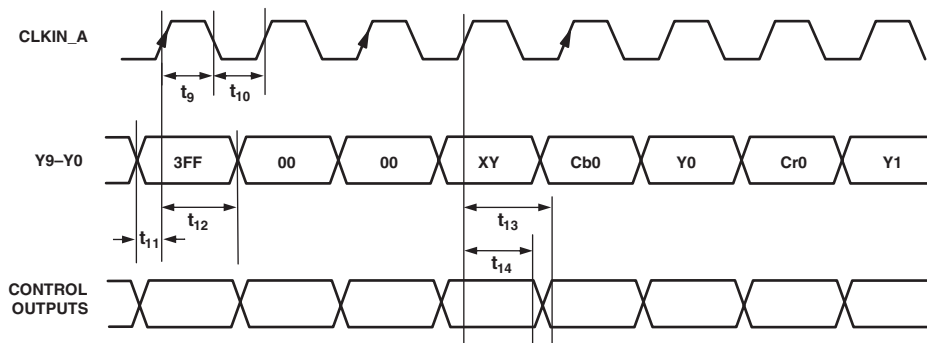 CLKIN_A
t9 t10
Y9–Y0
3FF 00 00 XY Cb0 Y0 Cr0 Y1
t11
t12
t13
t14
CONTROL
OUTPUTS